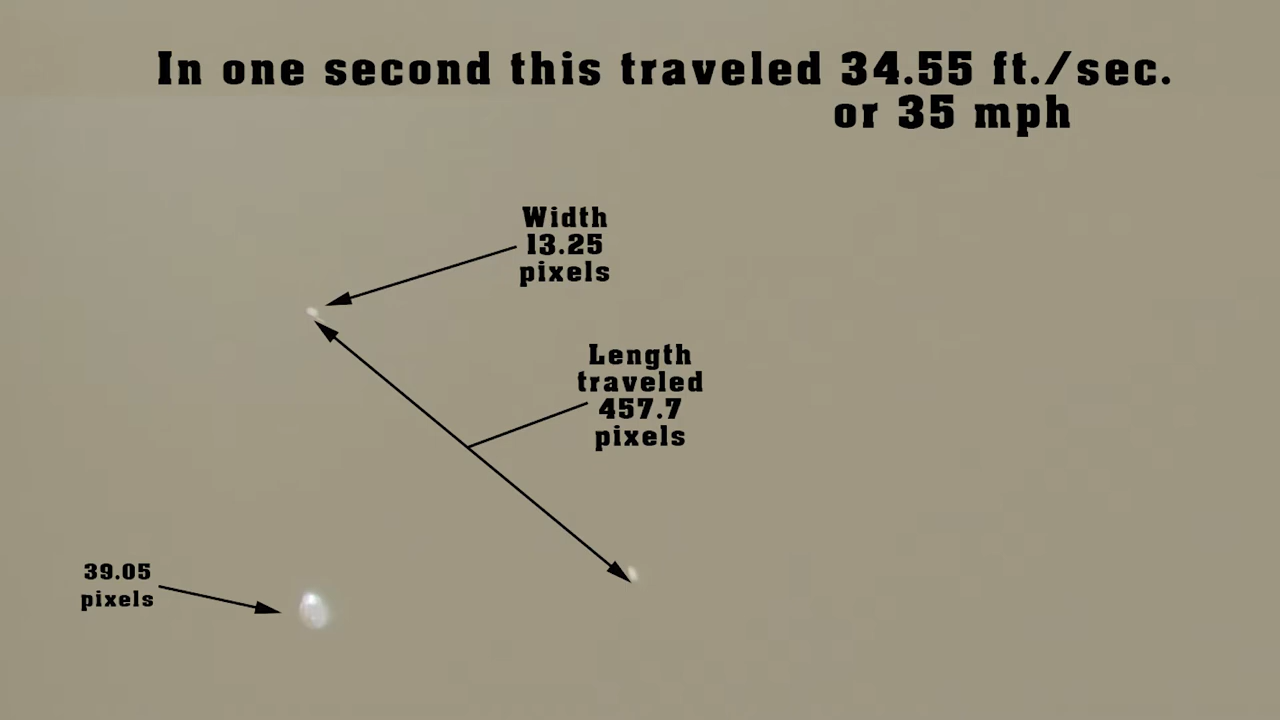 In one second this traveled 34.55 ft./sec.
or 35 mph
Width
13.25
pixels
Length
traveled
457.7
pixels
39.05
pixels